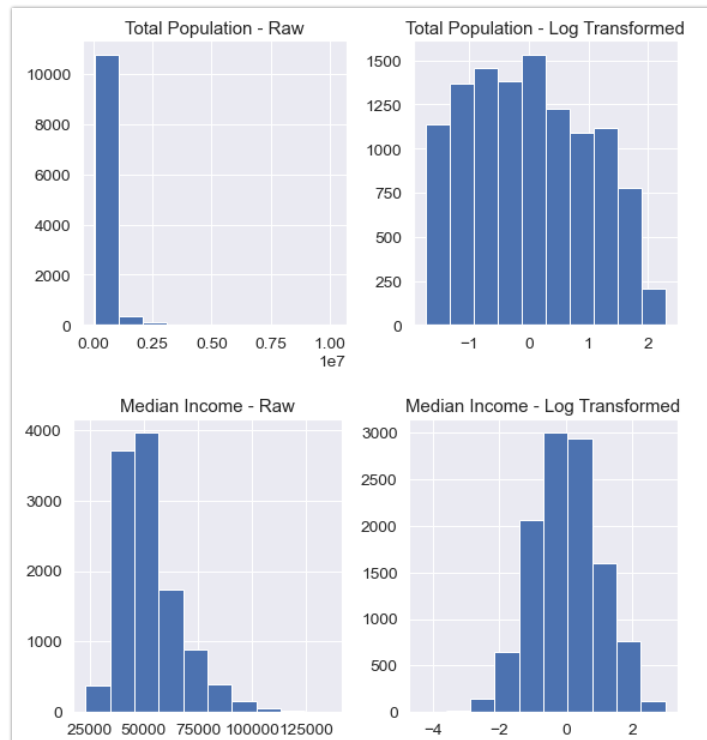 Total Population - Raw
Total Population - Log Transformed
10000
8000
6000
4000
2000
0
0.00 0.25 0.50 0.75 1.00
1e7
1500
1250
1000
750
500
250
0
−1 0 1 2
Median Income - Raw
Median Income - Log Transformed
4000
3000
2000
1000
0
25000 50000 75000 100000 125000
3000
2500
2000
1500
1000
500
0
−4 −2 0 2